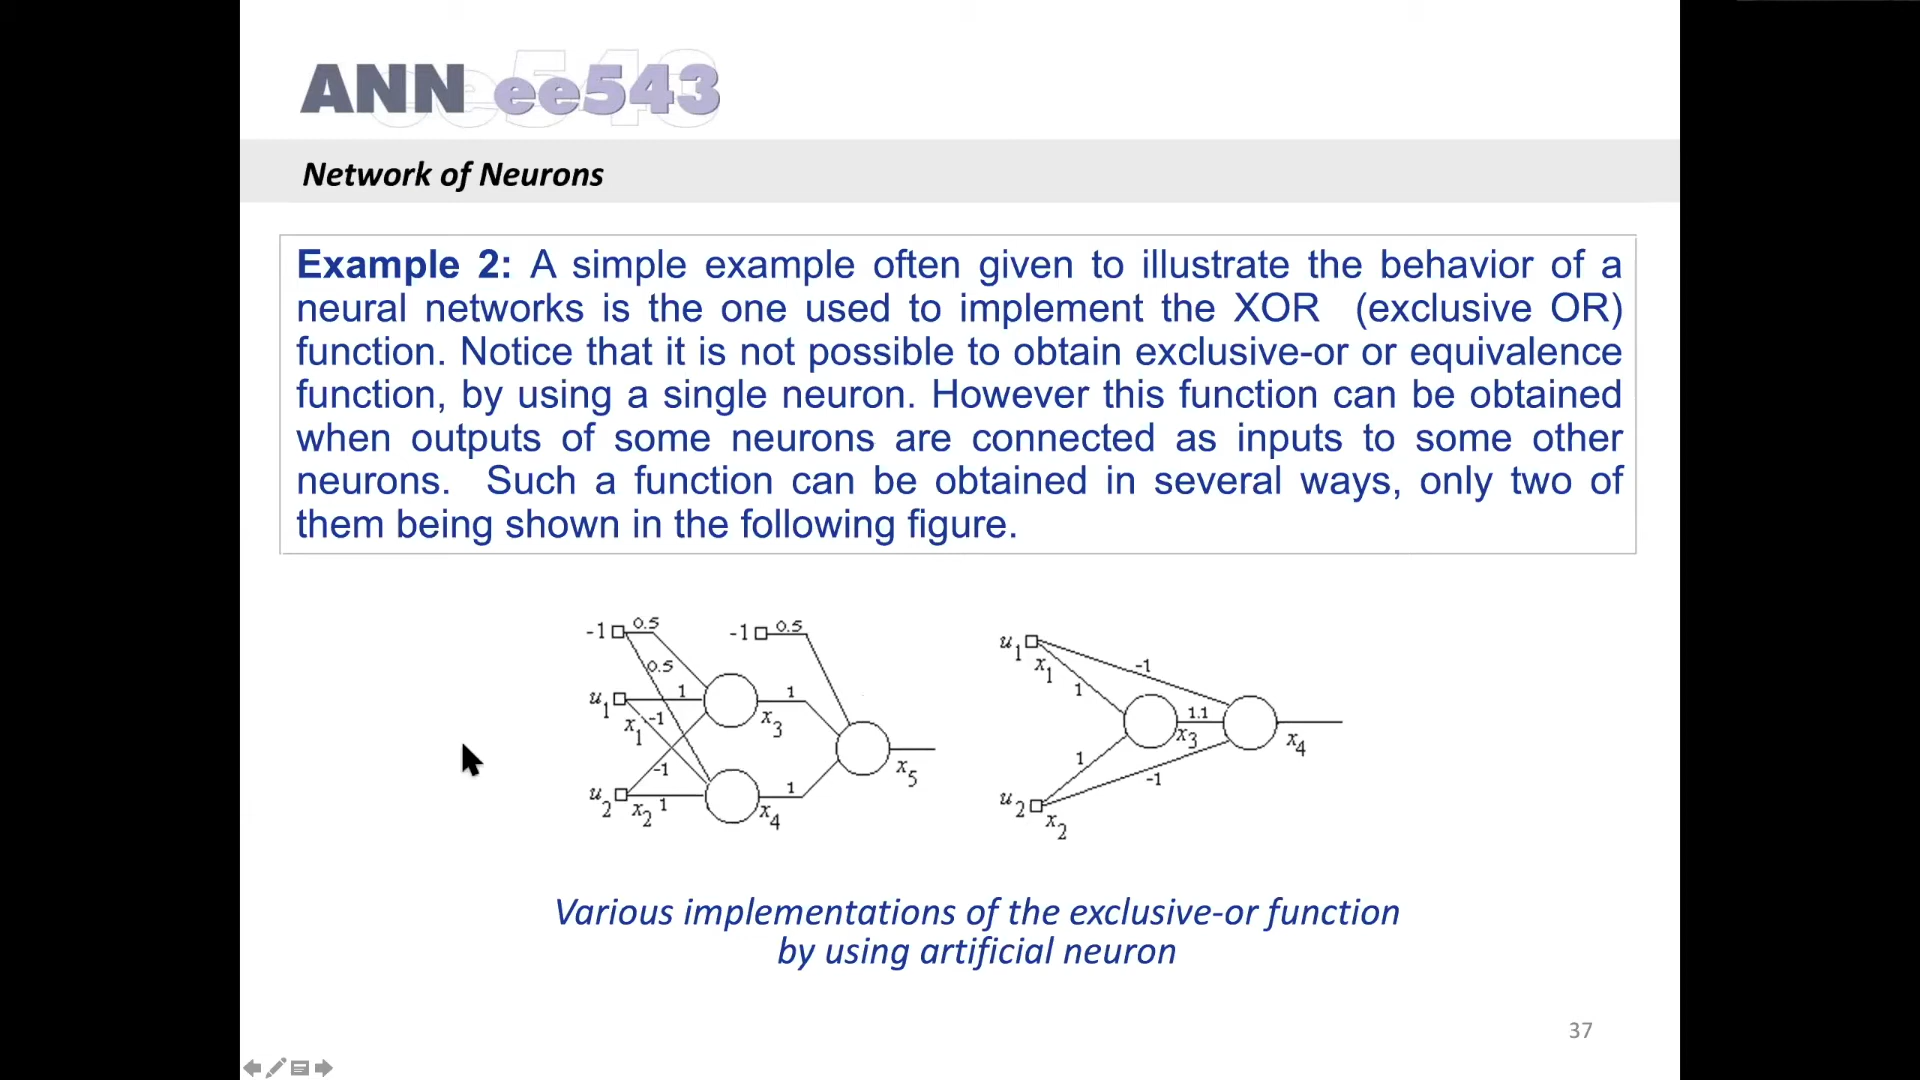 ANN ee543
Network of Neurons
Example 2: A simple example often given to illustrate the behavior of a
neural networks is the one used to implement the XOR (exclusive OR)
function. Notice that it is not possible to obtain exclusive-or or equivalence
function, by using a single neuron. However this function can be obtained
when outputs of some neurons are connected as inputs to some other
neurons. Such a function can be obtained in several ways, only two of
them being shown in the following figure.
-1 0.5
0.5
u1 x1 1
-1
-1
u2 x2 1
-1 0.5
x3 1
x4 1
x5
u1 x1 -1
1
1.1
x3
x4
1
-1
u2 x2
Various implementations of the exclusive-or function
by using artificial neuron
37